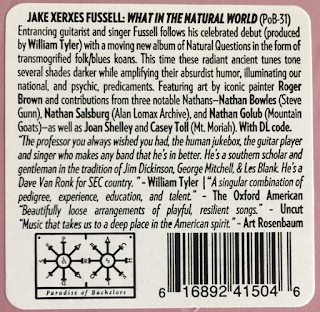 JAKE XERXES FUSSELL: WHAT IN THE NATURAL WORLD (PoB-31)
Entrancing guitarist and singer Fussell follows his celebrated debut (produced
by William Tyler) with a moving new album of Natural Questions in the form of
transmogrified folk/blues koans. This time these radiant ancient tunes tone
several shades darker while amplifying their absurdist humor, illuminating our
national, and psychic, predicaments. Featuring art by iconic painter Roger
Brown and contributions from three notable Nathans—Nathan Bowles (Steve
Gunn), Nathan Salsburg (Alan Lomax Archive), and Nathan Golub (Mountain
Goats)—as well as Joan Shelley and Casey Toll (Mt. Moriah). With DL code.
"The professor you always wished you had, the human jukebox, the guitar player
and singer who makes any band that he's in better. He's a southern scholar and
gentleman in the tradition of Jim Dickinson, George Mitchell, & Les Blank. He's a
Dave Van Ronk for SEC country." - William Tyler | "A singular combination of
pedigree, experience, education, and talent." - The Oxford American
"Beautifully loose arrangements of playful, resilient songs." - Uncut
"Music that takes us to a deep place in the American spirit." - Art Rosenbaum
Paradise of Bachelors
6 16892 41504 6